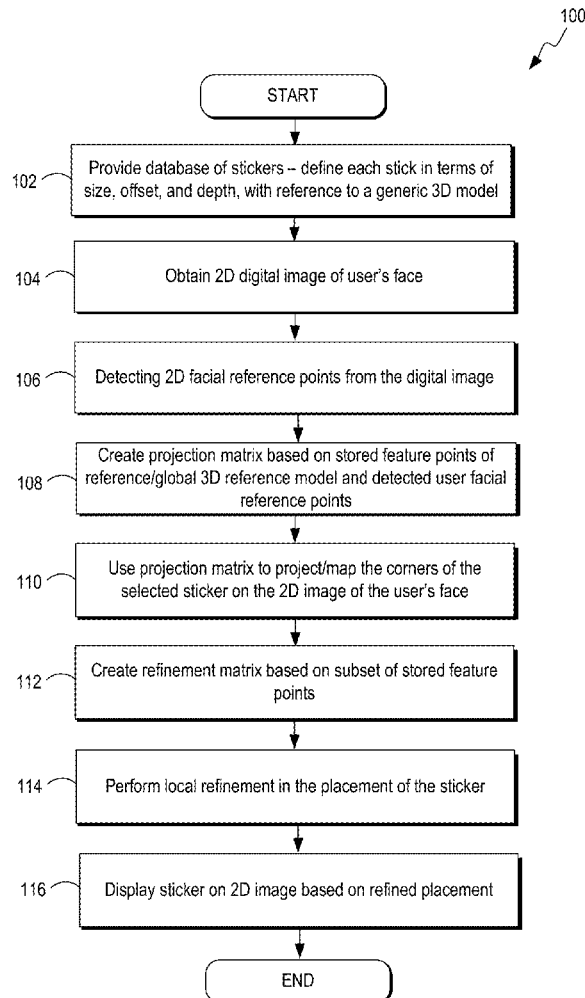 100
START
102
Provide database of stickers – define each stick in terms of
size, offset, and depth, with reference to a generic 3D model
104
Obtain 2D digital image of user's face
106
Detecting 2D facial reference points from the digital image
108
Create projection matrix based on stored feature points of
reference/global 3D reference model and detected user facial
reference points
110
Use projection matrix to project/map the corners of the
selected sticker on the 2D image of the user's face
112
Create refinement matrix based on subset of stored feature
points
114
Perform local refinement in the placement of the sticker
116
Display sticker on 2D image based on refined placement
END